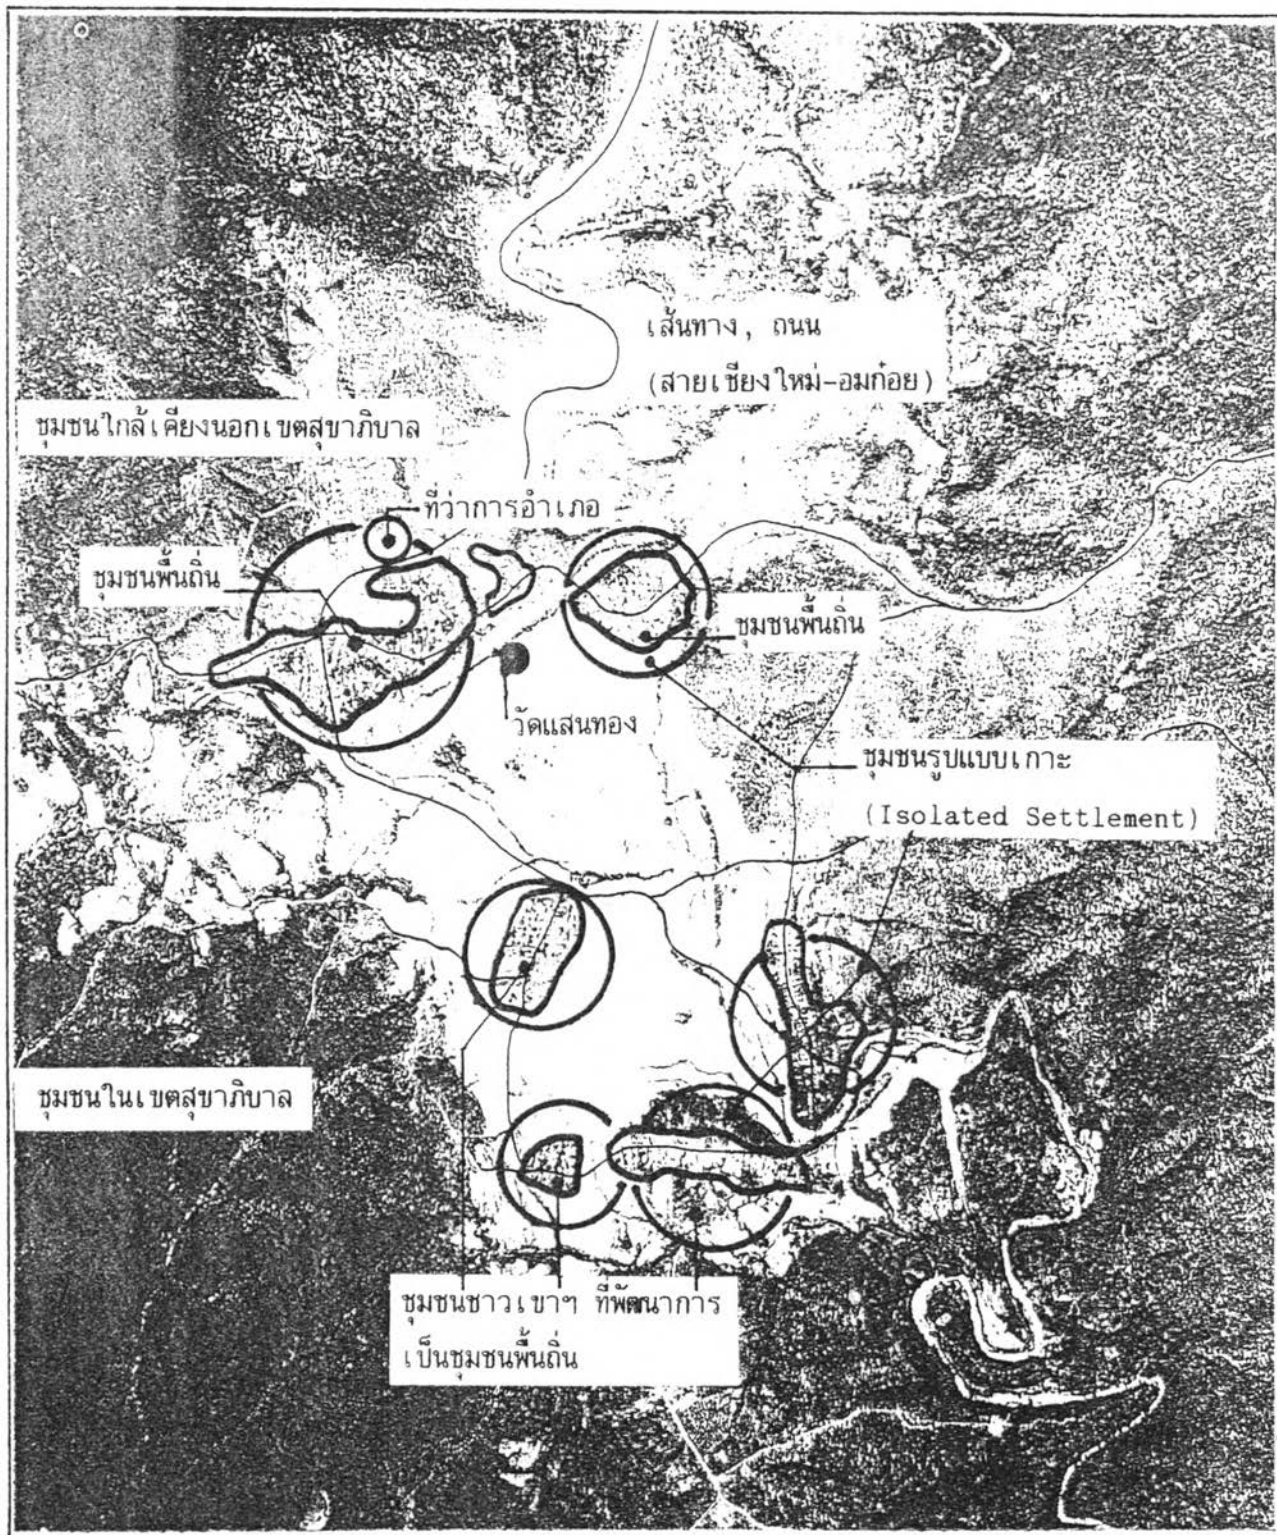 เส้นทาง, ถนน
(สายเชียงใหม่-อมก๋อย)
ชุมชนใกล้เคียงนอกเขตสุขาภิบาล
ที่ว่าการอำเภอ
ชุมชนพื้นถิ่น
ชุมชนพื้นถิ่น
วัดแสนทอง
ชุมชนรูปแบบเกาะ
(Isolated Settlement)
ชุมชนในเขตสุขาภิบาล
ชุมชนชาวเขาฯ ที่พัฒนาการ
เป็นชุมชนพื้นถิ่น